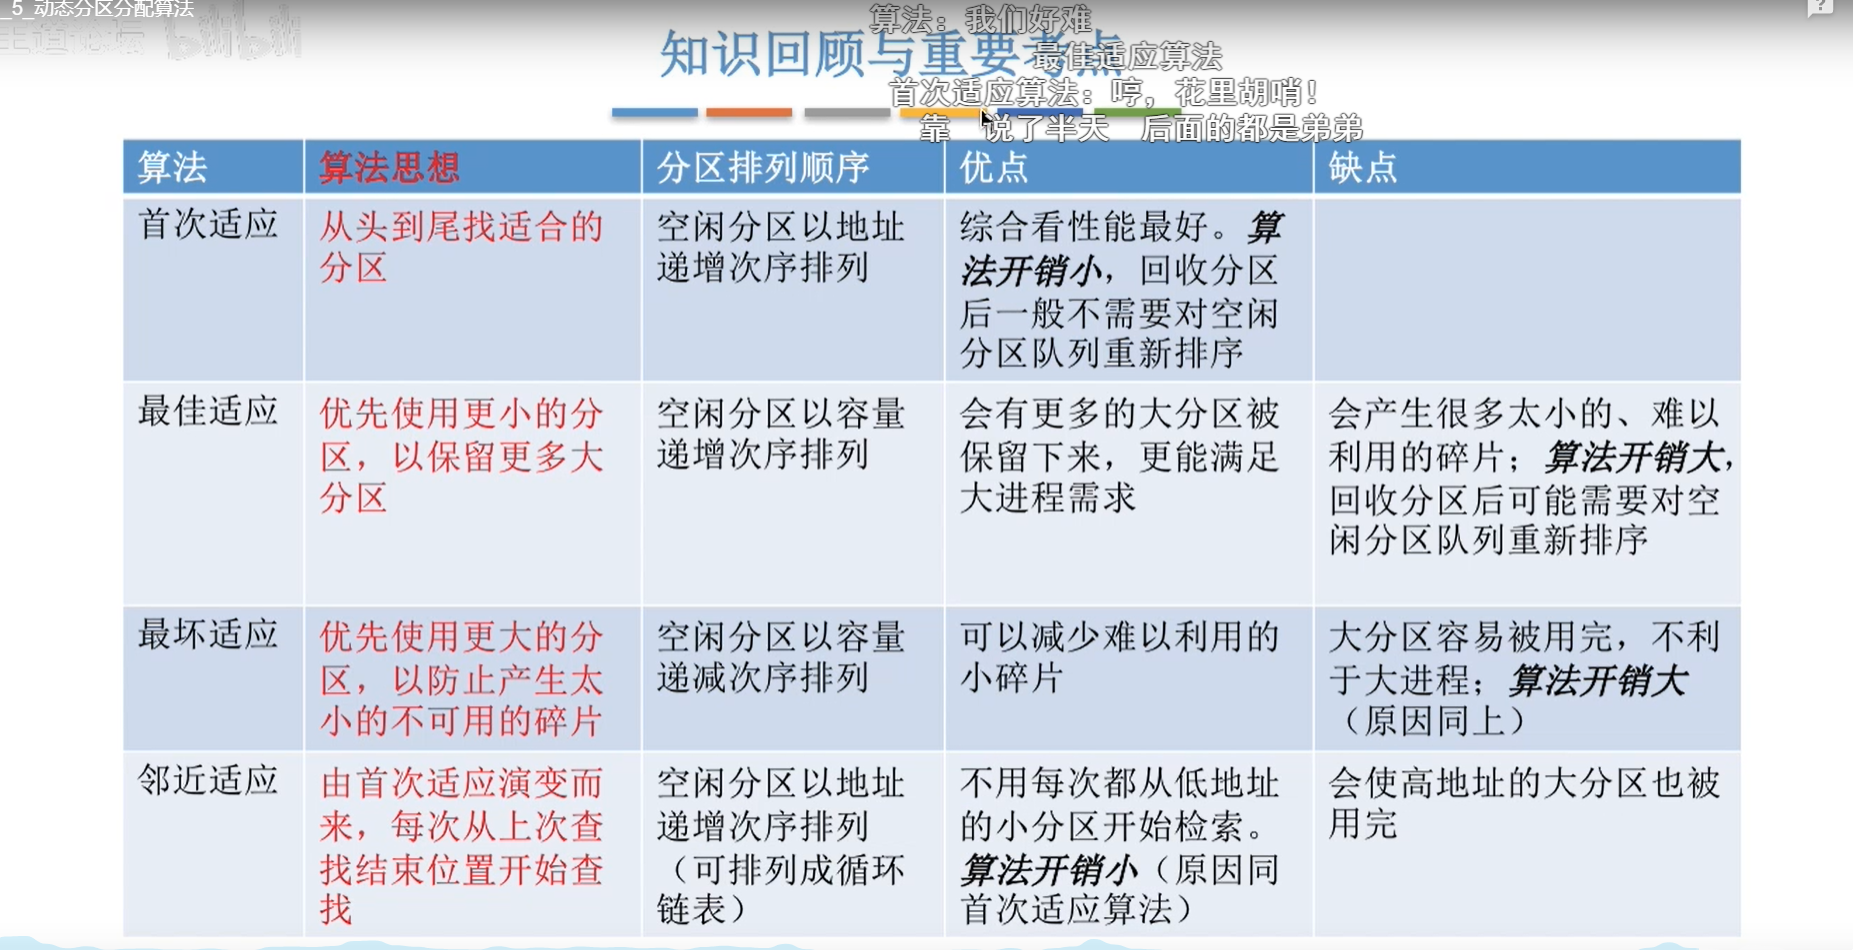 _5_动态分区分配算法
王道论坛 bilibili
算法：我们好难
知识回顾与重要考点
最佳适应算法
首次适应算法：哼，花里胡哨！
靠 说了半天 后面的都是弟弟
算法
算法思想
分区排列顺序
优点
缺点
首次适应
从头到尾找适合的
分区
空闲分区以地址
递增次序排列
综合看性能最好。算
法开销小，回收分区
后一般不需要对空闲
分区队列重新排序
最佳适应
优先使用更小的分
区，以保留更多大
分区
空闲分区以容量
递增次序排列
会有更多的大分区被
保留下来，更能满足
大进程需求
会产生很多太小的、难以
利用的碎片；算法开销大，
回收分区后可能需要对空
闲分区队列重新排序
最坏适应
优先使用更大的分
区，以防止产生太
小的不可用的碎片
空闲分区以容量
递减次序排列
可以减少难以利用的
小碎片
大分区容易被用完，不利
于大进程；算法开销大
（原因同上）
邻近适应
由首次适应演变而
来，每次从上次查
找结束位置开始查
找
空闲分区以地址
递增次序排列
（可排列成循环
链表）
不用每次都从低地址
的小分区开始检索。
算法开销小（原因同
首次适应算法）
会使高地址的大分区也被
用完